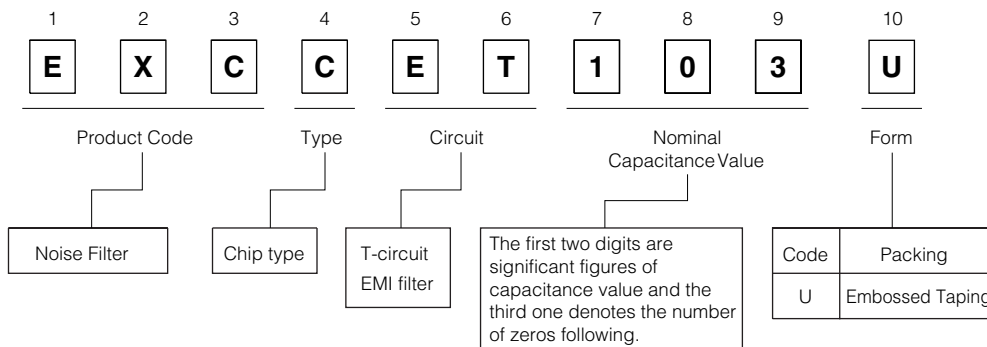 1 2 3 4 5 6 7 8 9 10
E X C C E T 1 0 3 U
Product Code Type Circuit Nominal Capacitance Value Form
Noise Filter
Chip type
T-circuit
EMI filter
The first two digits are
significant figures of
capacitance value and the
third one denotes the number
of zeros following.
Code Packing
U Embossed Taping